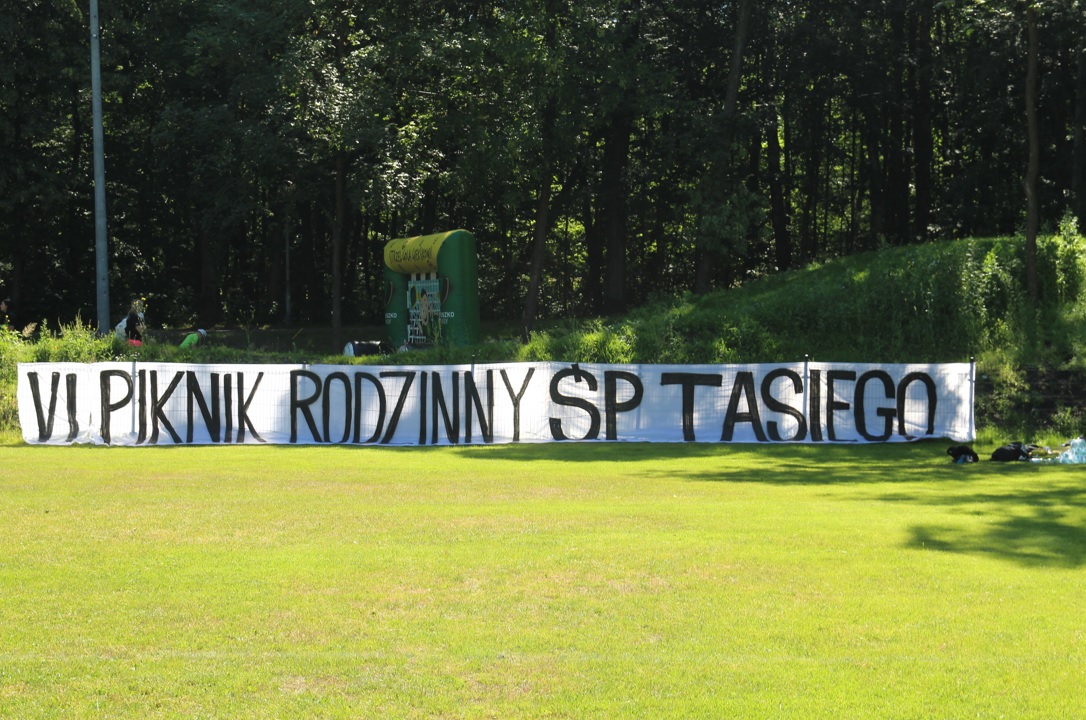 VI PIKNIK RODZINNY ŚP TASIEGO